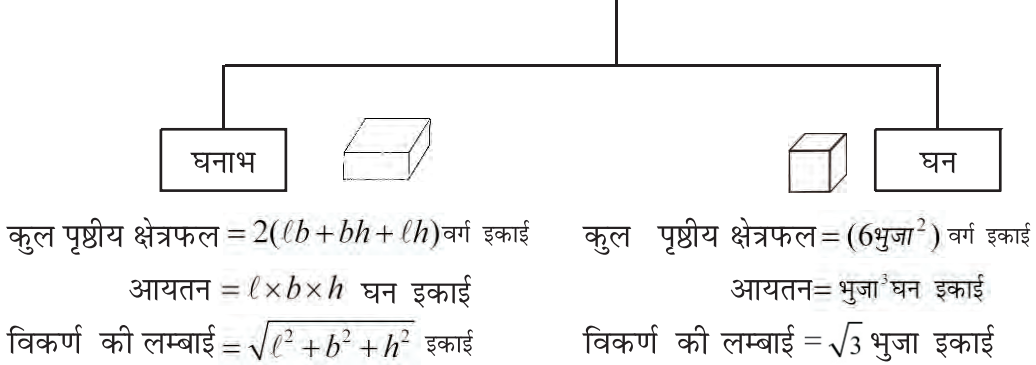 घनाभ
घन
कुल पृष्ठीय क्षेत्रफल = 2(ℓb + bh + ℓh) वर्ग इकाई
आयतन = ℓ × b × h घन इकाई
विकर्ण की लम्बाई = √(ℓ² + b² + h²) इकाई
कुल पृष्ठीय क्षेत्रफल = (6भुजा²) वर्ग इकाई
आयतन = भुजा³ घन इकाई
विकर्ण की लम्बाई = √3 भुजा इकाई